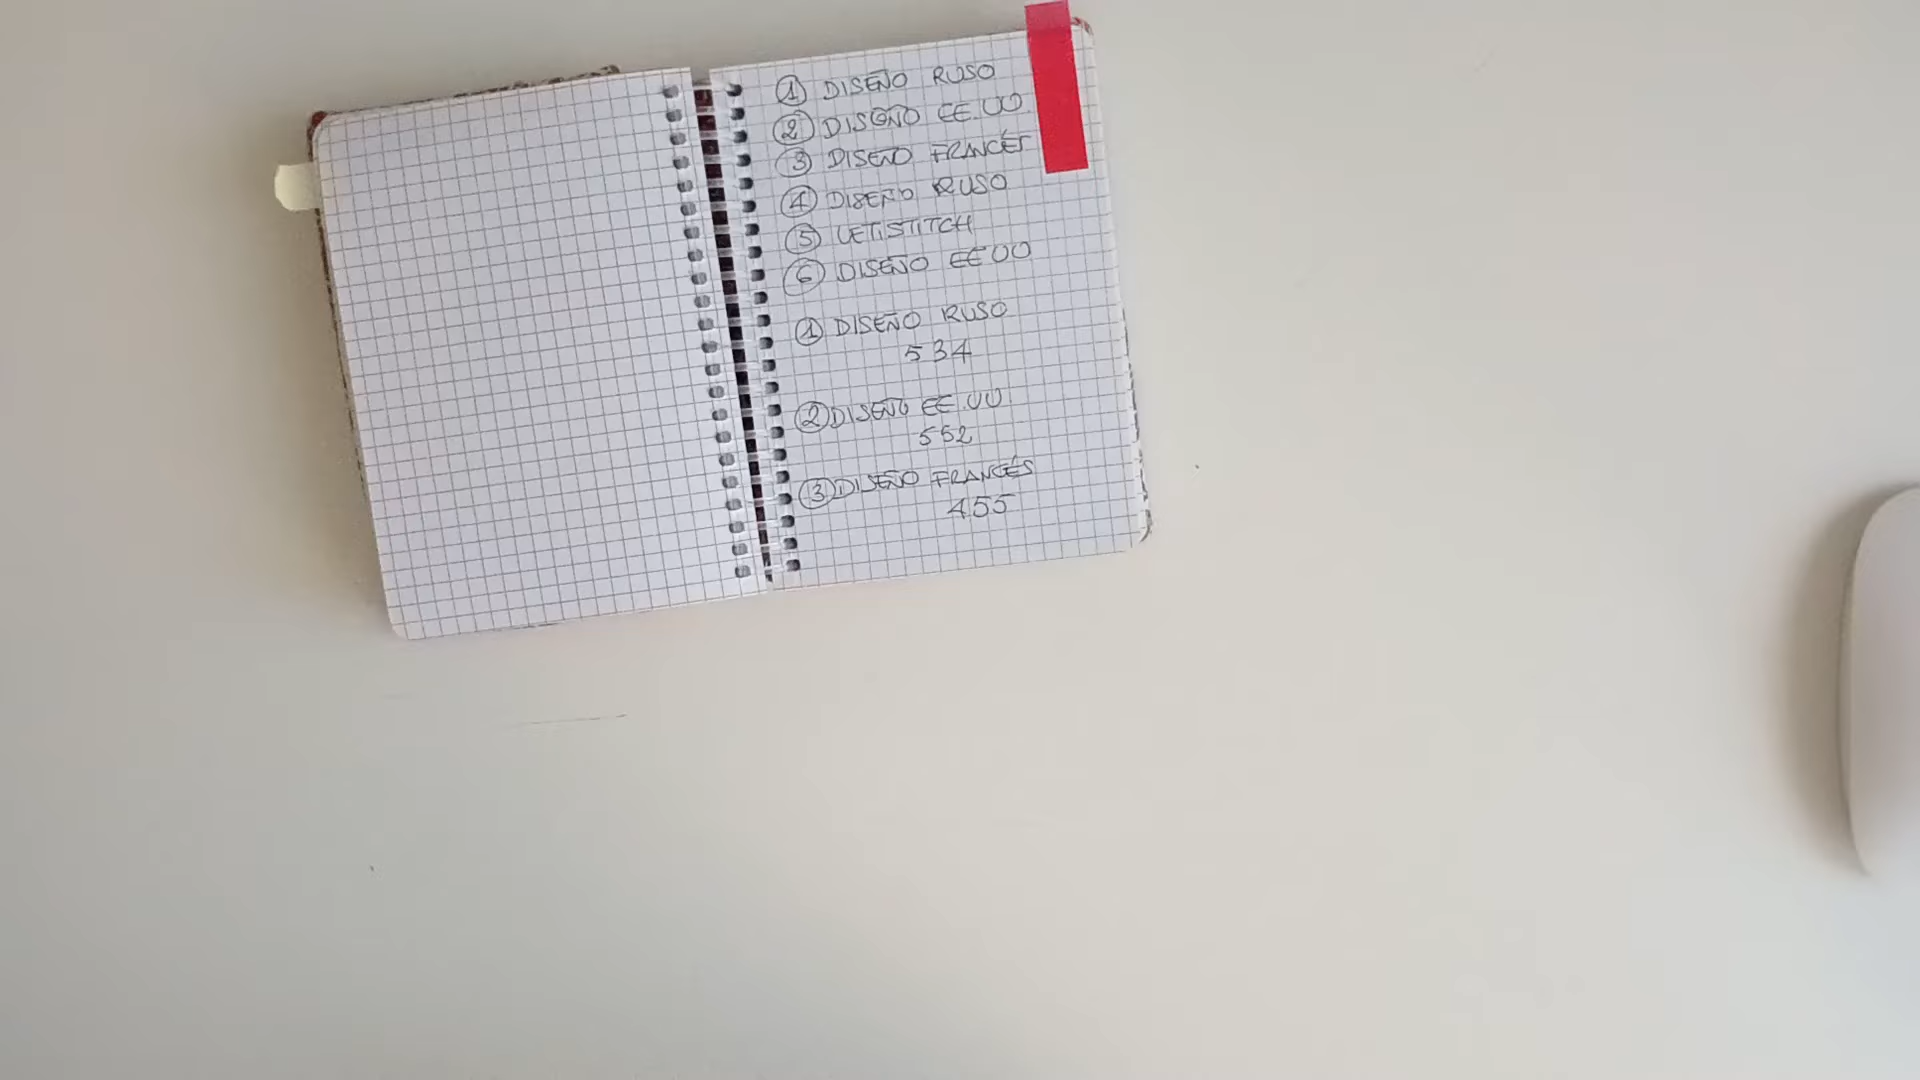 ① DISEÑO RUSO
② DISEÑO EE.UU.
③ DISEÑO FRANCÉS
④ DISEÑO RUSO
⑤ LETISTITCH
⑥ DISEÑO EE UU
① DISEÑO RUSO
534
② DISEÑO EE.UU.
552
③ DISEÑO FRANCÉS
455